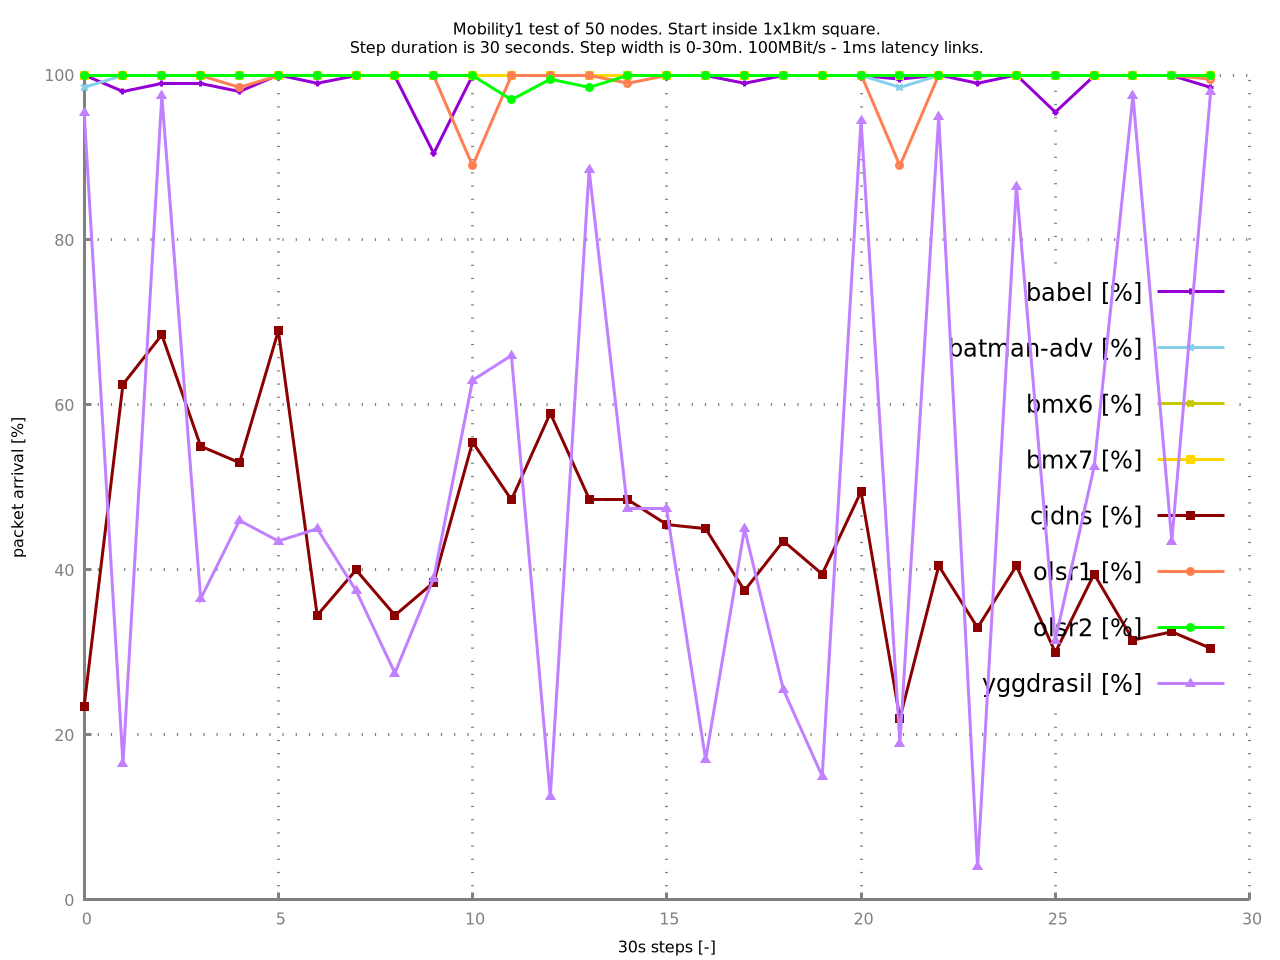 Mobility1 test of 50 nodes. Start inside 1x1km square.
Step duration is 30 seconds. Step width is 0-30m. 100MBit/s - 1ms latency links.
100
80
60
40
20
0
packet arrival [%]
babel [%]
batman-adv [%]
bmx6 [%]
bmx7 [%]
cjdns [%]
olsr1 [%]
olsr2 [%]
yggdrasil [%]
0 5 10 15 20 25 30
30s steps [-]